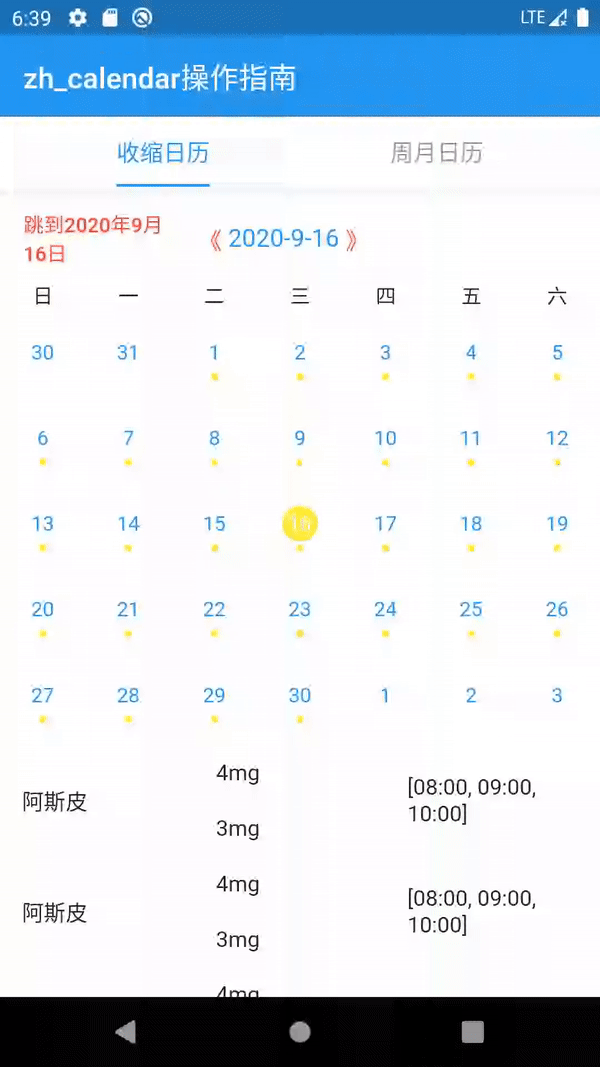 6:39 LTE
zh_calendar操作指南
收缩日历 周月日历
跳到2020年9月
16日
《 2020-9-16 》
日 一 二 三 四 五 六
30 31 1 2 3 4 5
6 7 8 9 10 11 12
13 14 15 16 17 18 19
20 21 22 23 24 25 26
27 28 29 30 1 2 3
阿斯皮
4mg
3mg
[08:00, 09:00,
10:00]
阿斯皮
4mg
3mg
[08:00, 09:00,
10:00]
4mg